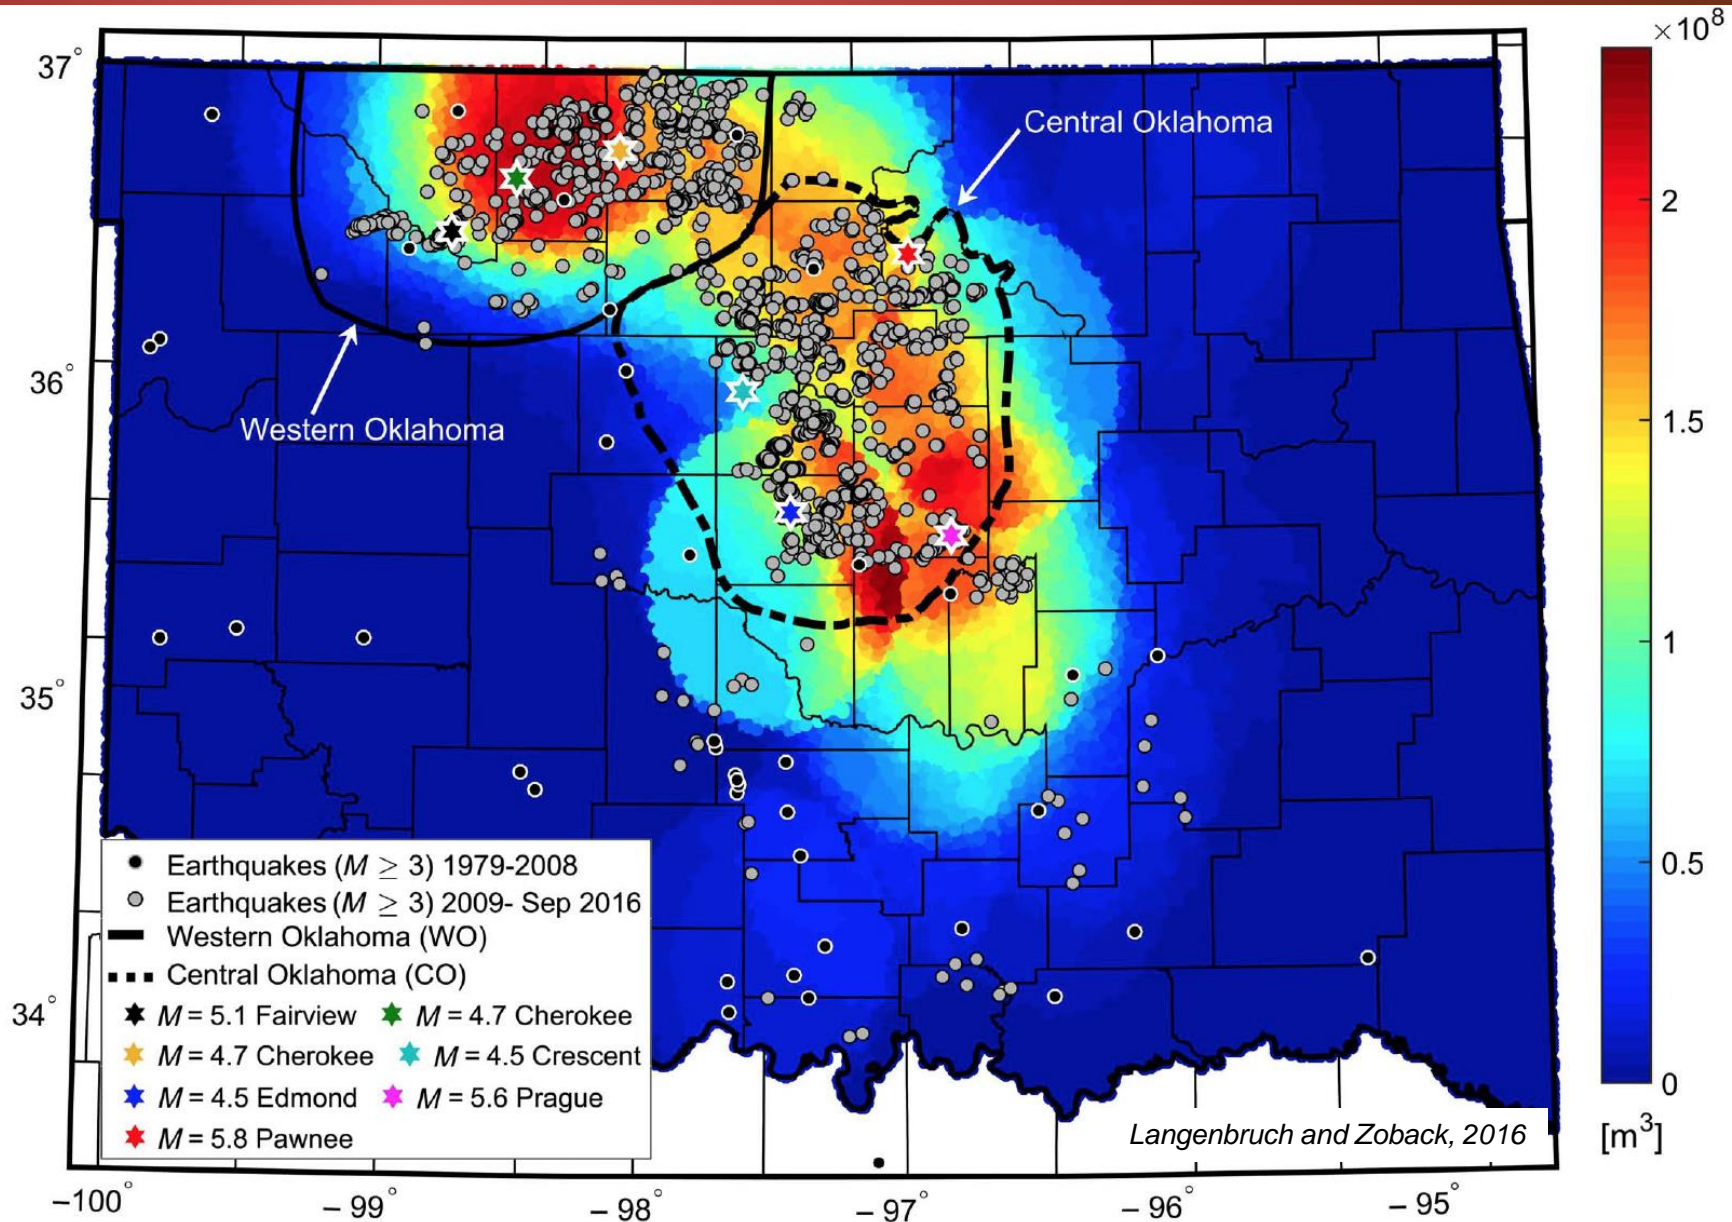 ×10⁸
37°
36°
35°
34°
Central Oklahoma
Western Oklahoma
2
1.5
1
0.5
0
[m³]
Earthquakes (M ≥ 3) 1979-2008
Earthquakes (M ≥ 3) 2009- Sep 2016
Western Oklahoma (WO)
Central Oklahoma (CO)
M = 5.1 Fairview M = 4.7 Cherokee
M = 4.7 Cherokee M = 4.5 Crescent
M = 4.5 Edmond M = 5.6 Prague
M = 5.8 Pawnee
Langenbruch and Zoback, 2016
−100° −99° −98° −97° −96° −95°